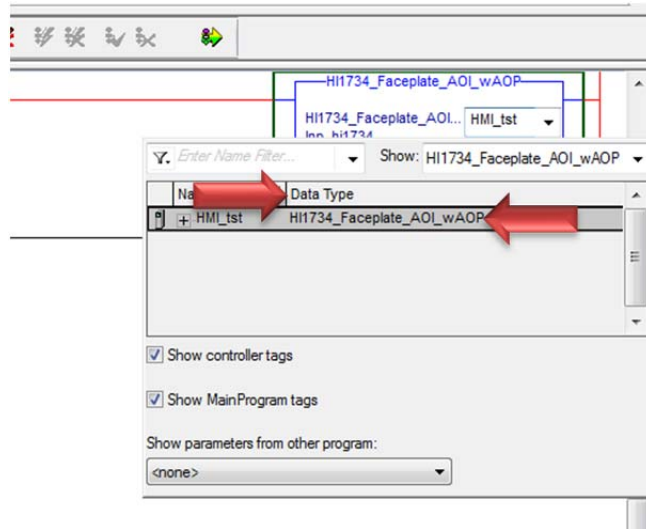 HI1734_Faceplate_AOI_wAOP
HI1734_Faceplate_AOI... HMI_tst
Inp_hi1734
Enter Name Filter... Show: HI1734_Faceplate_AOI_wAOP
Data Type
HMI_tst HI1734_Faceplate_AOI_wAOP
Show controller tags
Show MainProgram tags
Show parameters from other program:
<none>